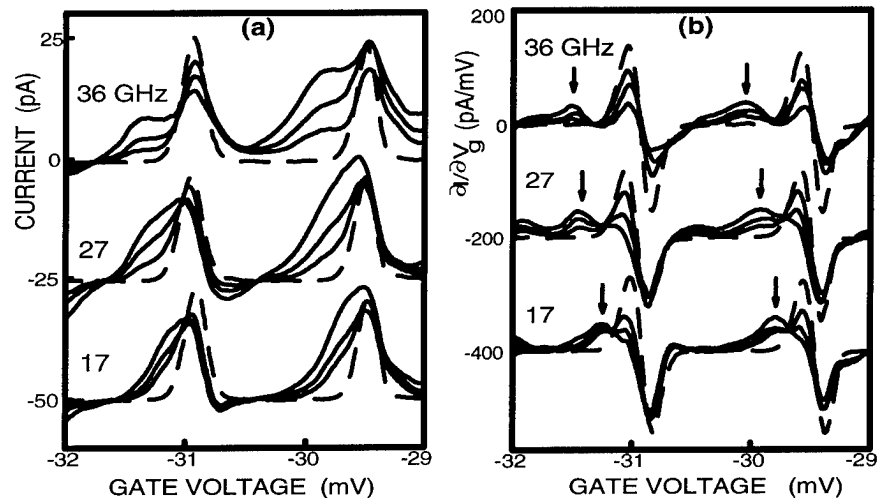 (a)
25
36 GHz
0
27
-25
17
-50
CURRENT (pA)
-32
-31
-30
-29
GATE VOLTAGE (mV)
(b)
200
36 GHz
0
27
-200
17
-400
∂I/∂Vg (pA/mV)
-32
-31
-30
-29
GATE VOLTAGE (mV)